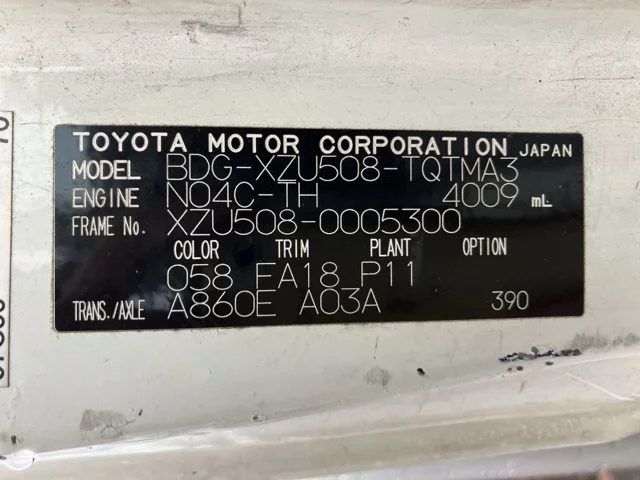 TOYOTA MOTOR CORPORATION JAPAN
MODEL BDG-XZU508-TQTMA3
ENGINE N04C-TH 4009 mL.
FRAME No. XZU508-0005300
COLOR TRIM PLANT OPTION
058 FA18 P11
TRANS./AXLE A860E A03A 390